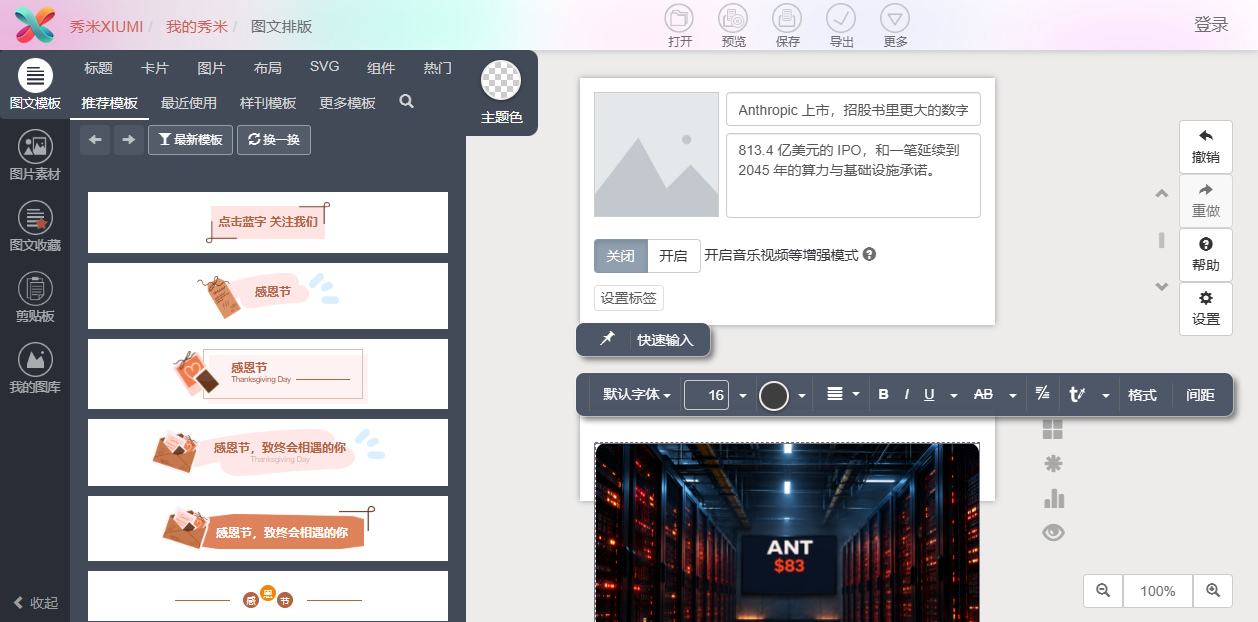 秀米XIUMI / 我的秀米 / 图文排版
打开 预览 保存 导出 更多
登录
图文模板
图片素材
图文收藏
剪贴板
我的图库
收起
标题 卡片 图片 布局 SVG 组件 热门
推荐模板 最近使用 样刊模板 更多模板
最新模板 换一换
主题色
点击蓝字 关注我们
感恩节
感恩节
Thanksgiving Day
感恩节，致终会相遇的你
Thanksgiving Day
感恩节，致终会相遇的你
感恩节
Anthropic 上市，招股书里更大的数字
813.4 亿美元的 IPO，和一笔延续到
2045 年的算力与基础设施承诺。
关闭 开启 开启音乐视频等增强模式
设置标签
快速输入
默认字体 16 B I U AB 格式 间距
ANT
$83
撤销
重做
帮助
设置
100%